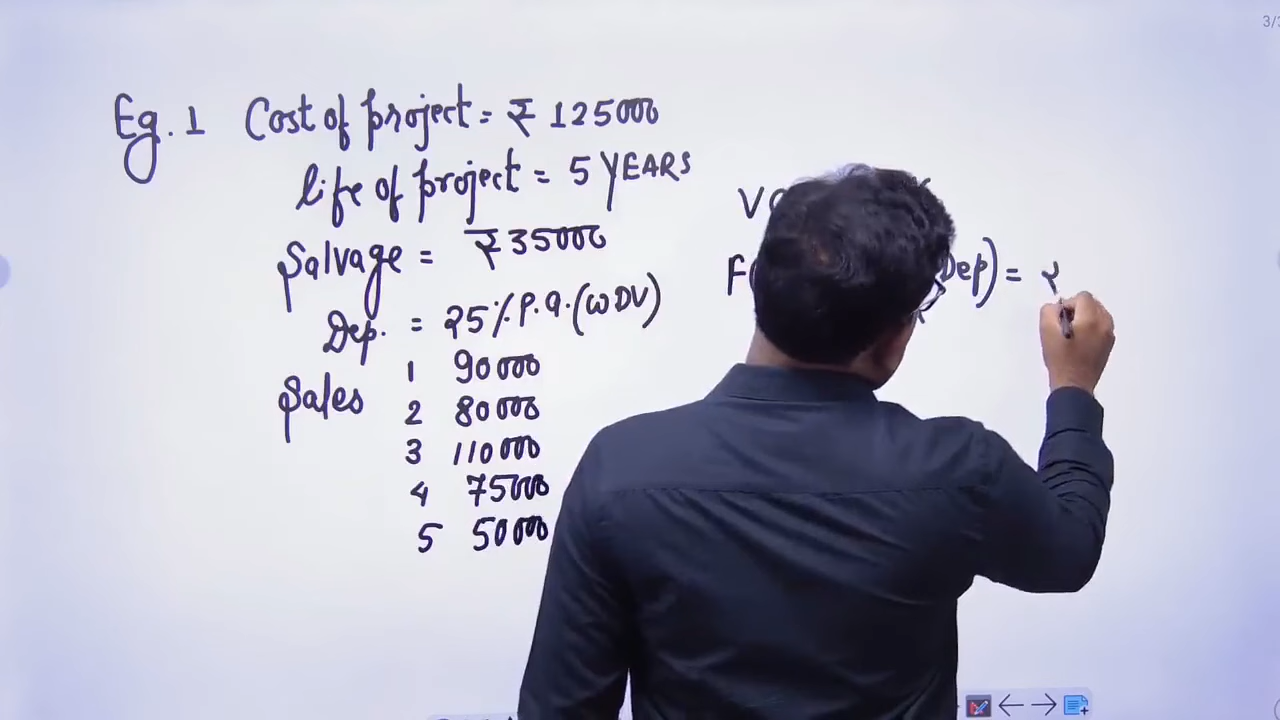 Eg. 1 Cost of project = ₹ 125000
life of project = 5 YEARS
Salvage = ₹35000
Dep. = 25% P.a. (WDV)
Sales
1 90000
2 80000
3 110000
4 75000
5 50000
Dep) = ₹